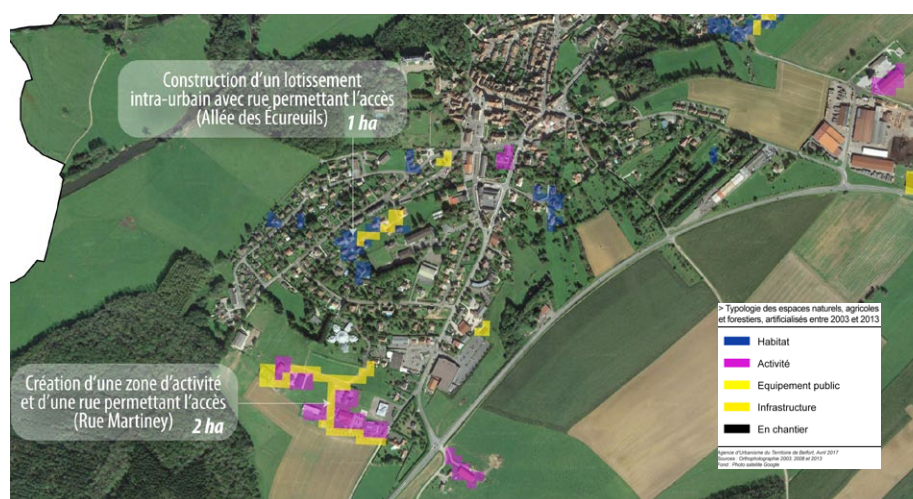 Construction d'un lotissement
intra-urbain avec rue permettant l'accès
(Allée des Ecureuils) 1 ha
Création d'une zone d'activité
et d'une rue permettant l'accès
(Rue Martiney) 2 ha
> Typologie des espaces naturels, agricoles
et forestiers, artificialisés entre 2003 et 2013
Habitat
Activité
Equipement public
Infrastructure
En chantier
Agence d'Urbanisme du Territoire de Belfort, Avril 2017
Sources : Orthophotographie 2003, 2008 et 2013
Fond : Photo satellite Google